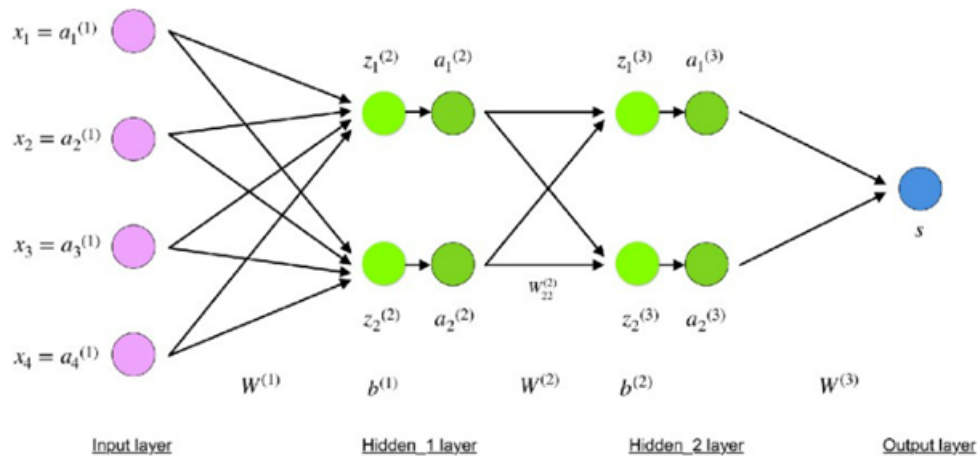 x₁ = a₁⁽¹⁾
z₁⁽²⁾ a₁⁽²⁾ z₁⁽³⁾ a₁⁽³⁾
x₂ = a₂⁽¹⁾
x₃ = a₃⁽¹⁾
s
W₂₂⁽²⁾
z₂⁽²⁾ a₂⁽²⁾ z₂⁽³⁾ a₂⁽³⁾
x₄ = a₄⁽¹⁾
W⁽¹⁾ b⁽¹⁾ W⁽²⁾ b⁽²⁾ W⁽³⁾
Input layer Hidden_1 layer Hidden_2 layer Output layer